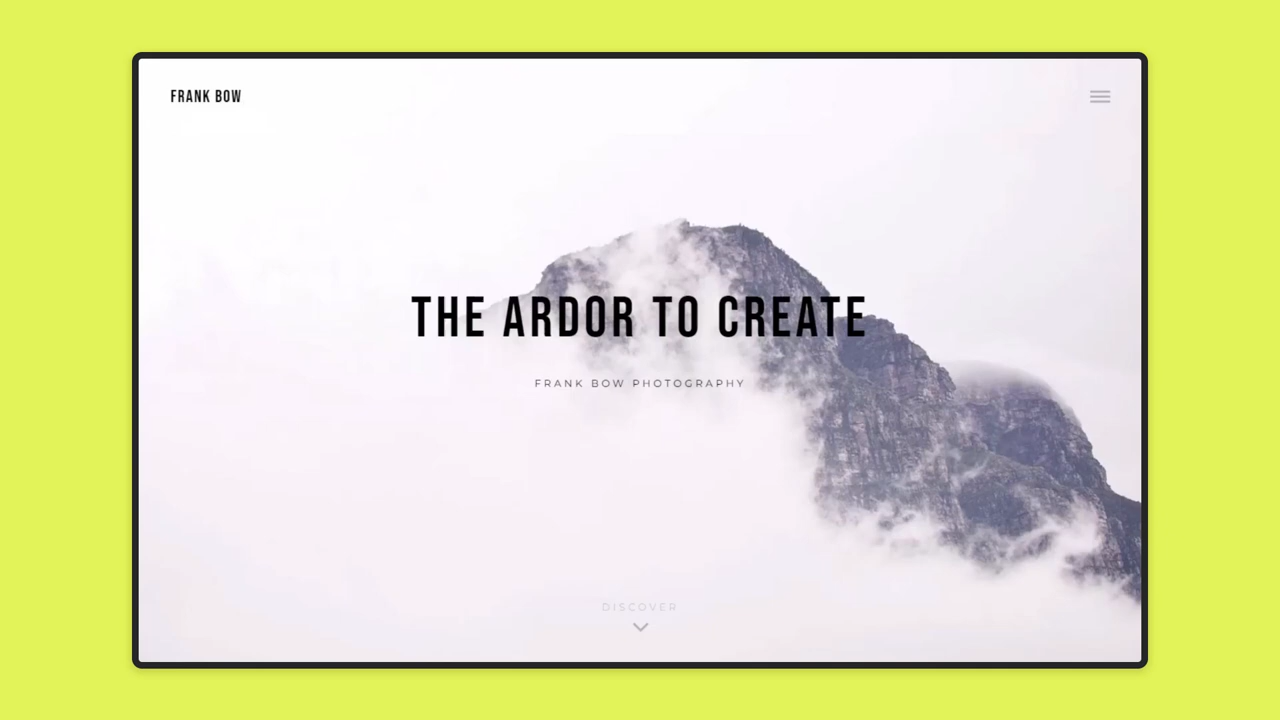 FRANK BOW
THE ARDOR TO CREATE
FRANK BOW PHOTOGRAPHY
DISCOVER